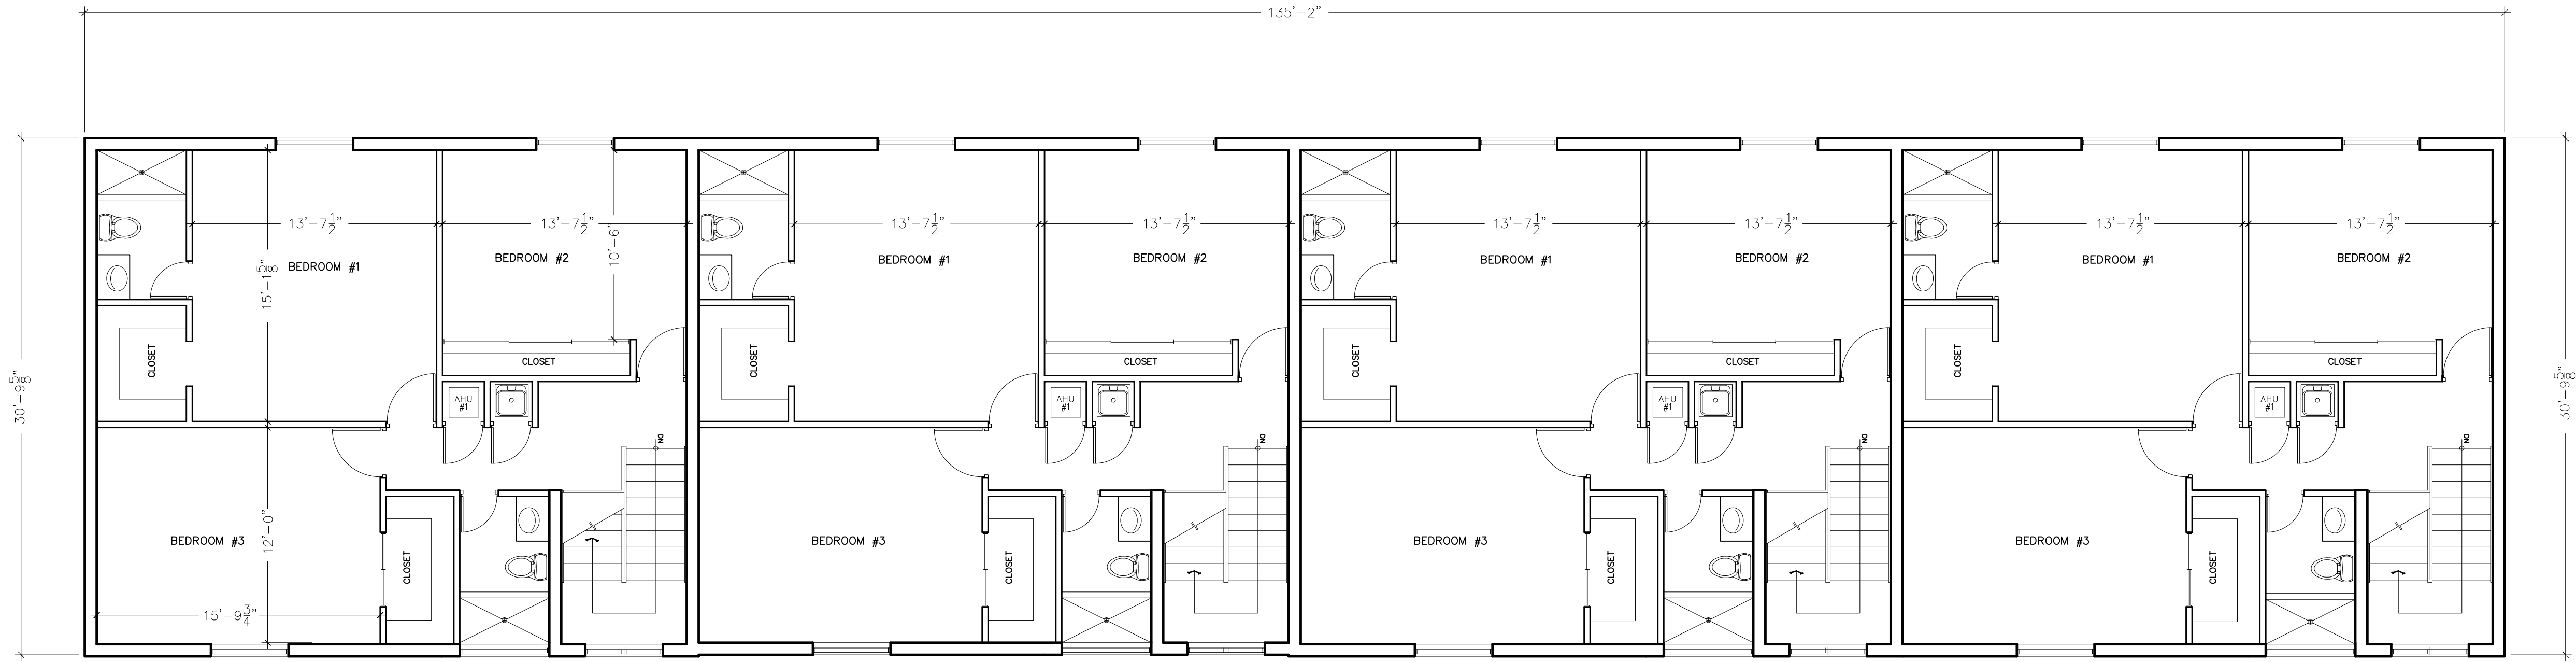 135'-2"
13'-7 1/2"
13'-7 1/2"
13'-7 1/2"
13'-7 1/2"
13'-7 1/2"
13'-7 1/2"
13'-7 1/2"
13'-7 1/2"
10'-6"
BEDROOM #1
BEDROOM #2
BEDROOM #1
BEDROOM #2
BEDROOM #1
BEDROOM #2
BEDROOM #1
BEDROOM #2
15'-1 5/8"
30'-9 5/8"
30'-9 5/8"
CLOSET
CLOSET
CLOSET
CLOSET
CLOSET
CLOSET
CLOSET
CLOSET
AHU
#1
AHU
#1
AHU
#1
AHU
#1
DN
DN
DN
DN
BEDROOM #3
12'-0"
CLOSET
BEDROOM #3
CLOSET
BEDROOM #3
CLOSET
BEDROOM #3
CLOSET
15'-9 3/4"